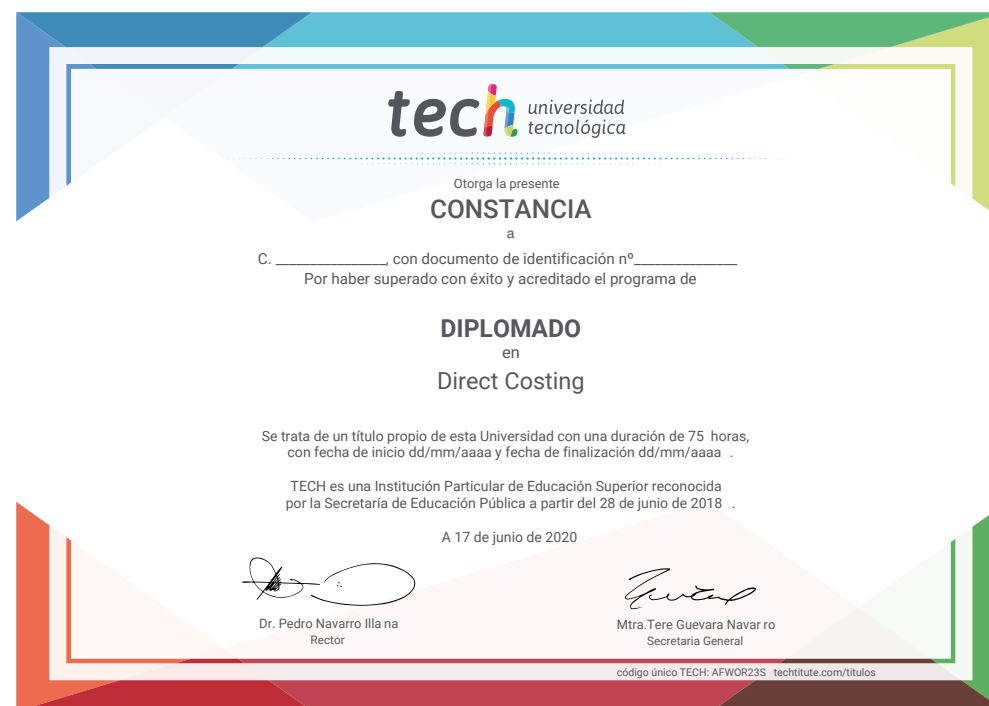 tech universidad
tecnológica
Otorga la presente
CONSTANCIA
a
C. ________________, con documento de identificación nº_______________
Por haber superado con éxito y acreditado el programa de
DIPLOMADO
en
Direct Costing
Se trata de un título propio de esta Universidad con una duración de 75 horas,
con fecha de inicio dd/mm/aaaa y fecha de finalización dd/mm/aaaa .
TECH es una Institución Particular de Educación Superior reconocida
por la Secretaría de Educación Pública a partir del 28 de junio de 2018 .
A 17 de junio de 2020
Dr. Pedro Navarro Illa na
Rector
Mtra.Tere Guevara Navar ro
Secretaria General
código único TECH: AFWOR23S techtitute.com/titulos